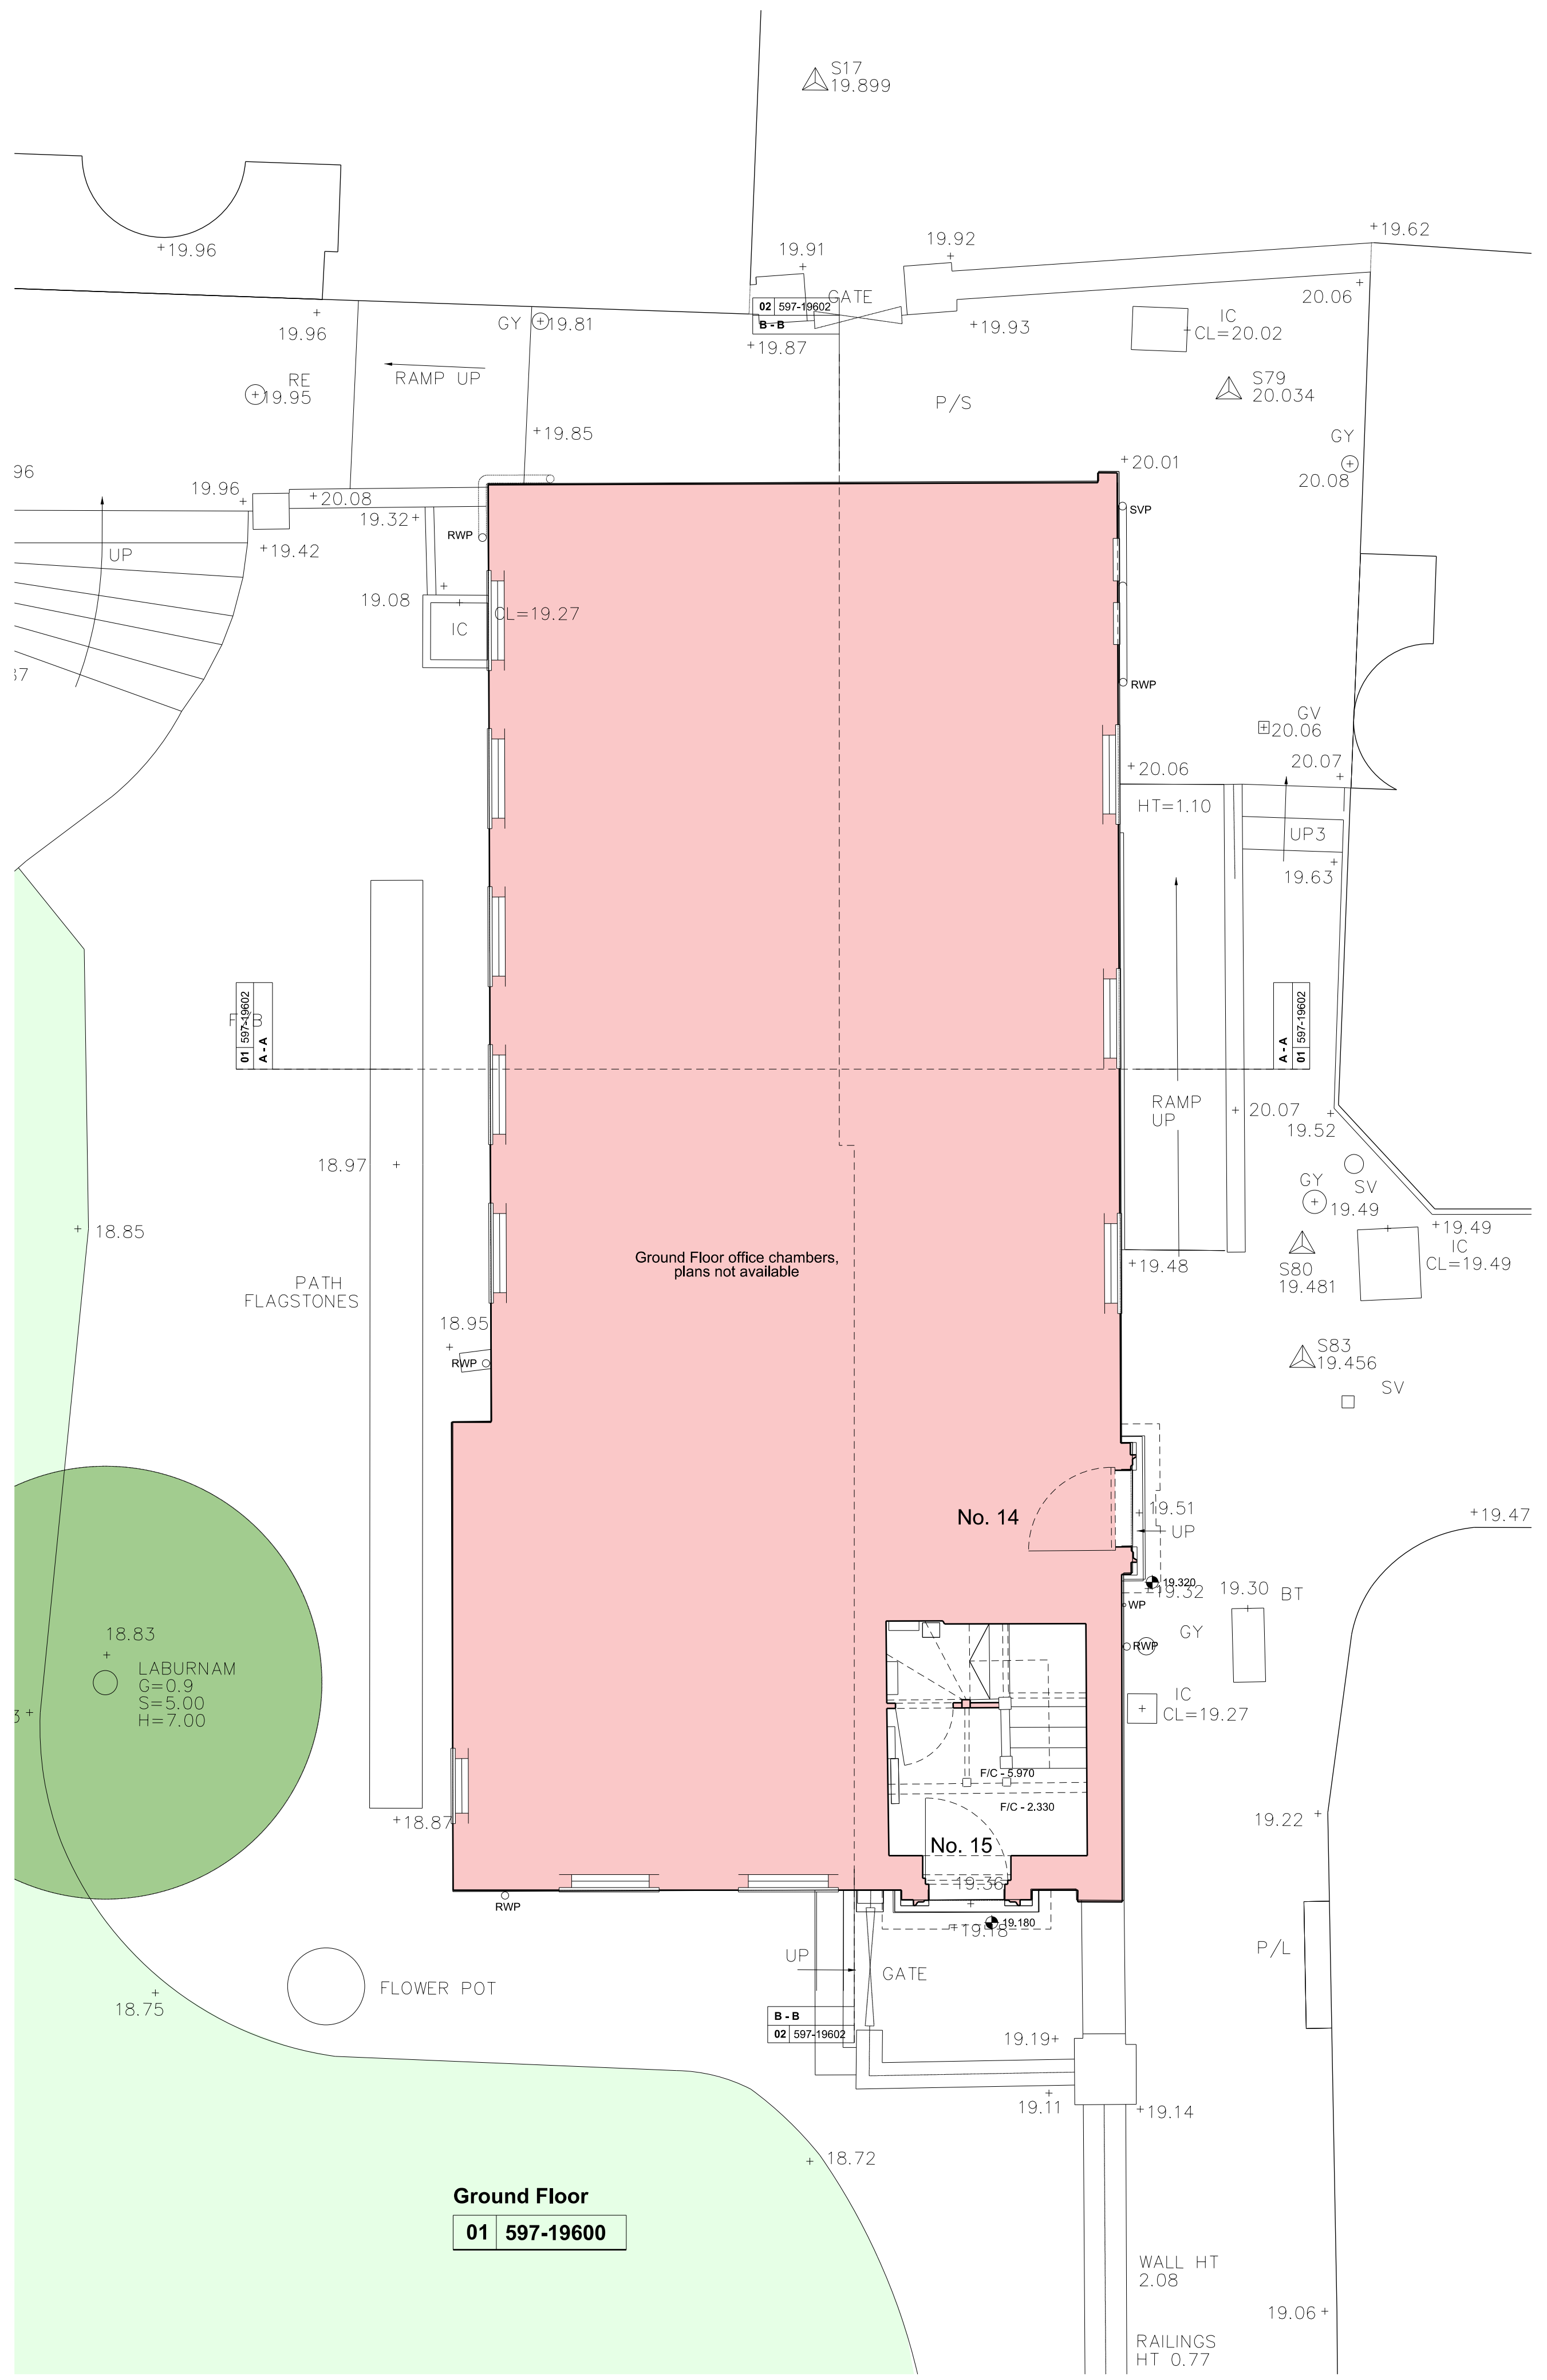 S17
19.899
19.96
19.91
19.92
19.62
02 597-19602
B - B
GATE
20.06
19.96
GY
19.81
19.87
19.93
IC
CL=20.02
RE
19.95
RAMP UP
P/S
S79
20.034
19.85
GY
20.08
96
19.96
20.08
20.01
19.32
RWP
SVP
UP
19.42
19.08
IC
CL=19.27
37
RWP
GV
20.06
20.07
20.06
HT=1.10
UP3
19.63
01 597-19602
A - A
A - A
01 597-19602
RAMP
UP
20.07
19.52
18.97
GY
SV
19.49
18.85
19.49
IC
CL=19.49
Ground Floor office chambers,
plans not available
19.48
S80
19.481
PATH
FLAGSTONES
18.95
RWP
S83
19.456
SV
No. 14
19.51
UP
19.47
19.320
19.32
19.30
BT
WP
GY
RWP
18.83
LABURNAM
G=0.9
S=5.00
H=7.00
3
IC
CL=19.27
F/C - 5.970
F/C - 2.330
18.87
19.22
No. 15
19.36
RWP
19.180
19.18
UP
GATE
P/L
FLOWER POT
18.75
B - B
02 597-19602
19.19
19.11
19.14
18.72
Ground Floor
01 597-19600
WALL HT
2.08
19.06
RAILINGS
HT 0.77